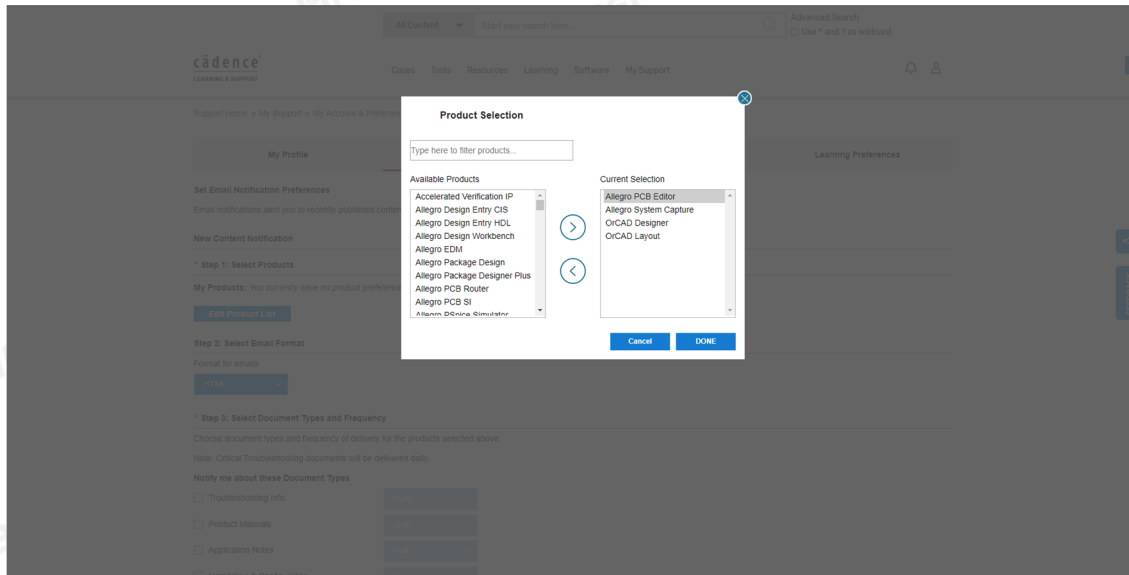 All Content
Start your search here...
Advanced Search
Use * and ? as wildcard
cādence
LEARNING & SUPPORT
Cases Tools Resources Learning Software My Support
Support Home » My Support » My Account &
My Profile
Learning Preferences
Set Email Notification Preferences
Email notifications alert you to recently published
New Content Notification
* Step 1: Select Products
My Products: You currently have no product
Edit Product List
Step 2: Select Email Format
Format for emails
HTML
* Step 3: Select Document Types and Frequency
Choose document types and frequency of delivery for the products selected above.
Note: Critical Troubleshooting documents will be delivered daily.
Notify me about these Document Types
Troubleshooting Info
Product Manuals
Application Notes
Product Selection
Type here to filter products...
Available Products
Accelerated Verification IP
Allegro Design Entry CIS
Allegro Design Entry HDL
Allegro Design Workbench
Allegro EDM
Allegro Package Design
Allegro Package Designer Plus
Allegro PCB Router
Allegro PCB SI
Allegro PSpice Simulator
>
<
Current Selection
Allegro PCB Editor
Allegro System Capture
OrCAD Designer
OrCAD Layout
Cancel
DONE